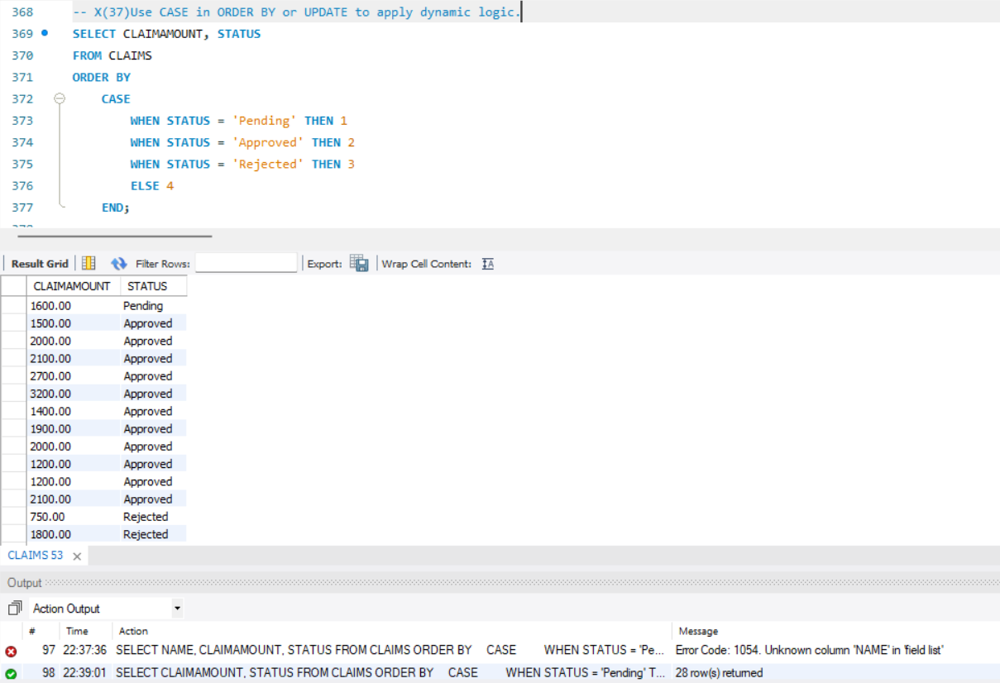 368 -- X(37)Use CASE in ORDER BY or UPDATE to apply dynamic logic.
369 SELECT CLAIMAMOUNT, STATUS
370 FROM CLAIMS
371 ORDER BY
372 CASE
373 WHEN STATUS = 'Pending' THEN 1
374 WHEN STATUS = 'Approved' THEN 2
375 WHEN STATUS = 'Rejected' THEN 3
376 ELSE 4
377 END;
Result Grid Filter Rows: Export: Wrap Cell Content: IA
CLAIMAMOUNT STATUS
1600.00 Pending
1500.00 Approved
2000.00 Approved
2100.00 Approved
2700.00 Approved
3200.00 Approved
1400.00 Approved
1900.00 Approved
2000.00 Approved
1200.00 Approved
1200.00 Approved
2100.00 Approved
750.00 Rejected
1800.00 Rejected
CLAIMS 53
Output
Action Output
# Time Action Message
97 22:37:36 SELECT NAME, CLAIMAMOUNT, STATUS FROM CLAIMS ORDER BY CASE WHEN STATUS = 'Pe... Error Code: 1054. Unknown column 'NAME' in 'field list'
98 22:39:01 SELECT CLAIMAMOUNT, STATUS FROM CLAIMS ORDER BY CASE WHEN STATUS = 'Pending' T... 28 row(s) returned